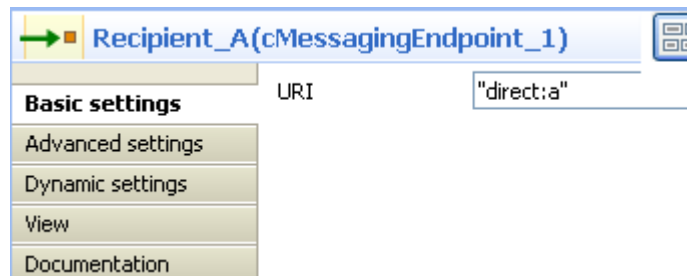 Recipient_A(cMessagingEndpoint_1)
Basic settings
URI "direct:a"
Advanced settings
Dynamic settings
View
Documentation